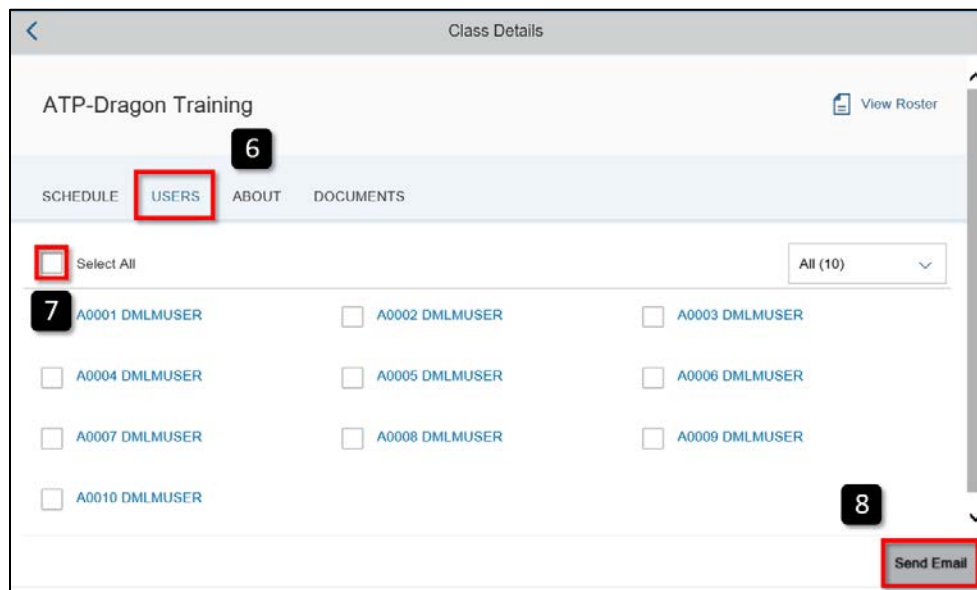 Class Details
ATP-Dragon Training
View Roster
6
SCHEDULE USERS ABOUT DOCUMENTS
Select All
All (10)
7
A0001 DMLMUSER A0002 DMLMUSER A0003 DMLMUSER
A0004 DMLMUSER A0005 DMLMUSER A0006 DMLMUSER
A0007 DMLMUSER A0008 DMLMUSER A0009 DMLMUSER
A0010 DMLMUSER
8
Send Email